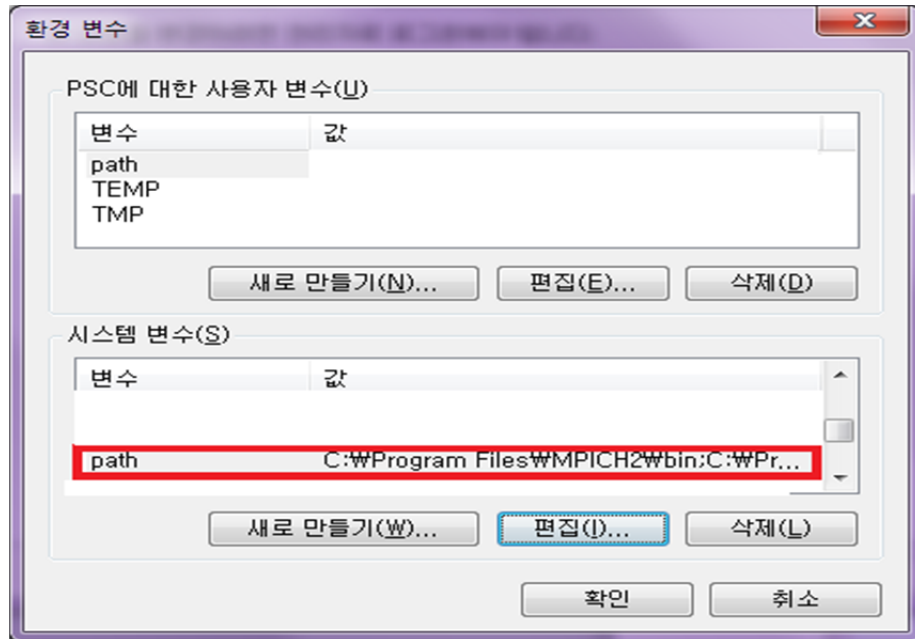 환경 변수
PSC에 대한 사용자 변수(U)
변수 값
path
TEMP
TMP
새로 만들기(N)... 편집(E)... 삭제(D)
시스템 변수(S)
변수 값
path C:₩Program Files₩MPICH2₩bin;C:₩Pr...
새로 만들기(W)... 편집(I)... 삭제(L)
확인 취소